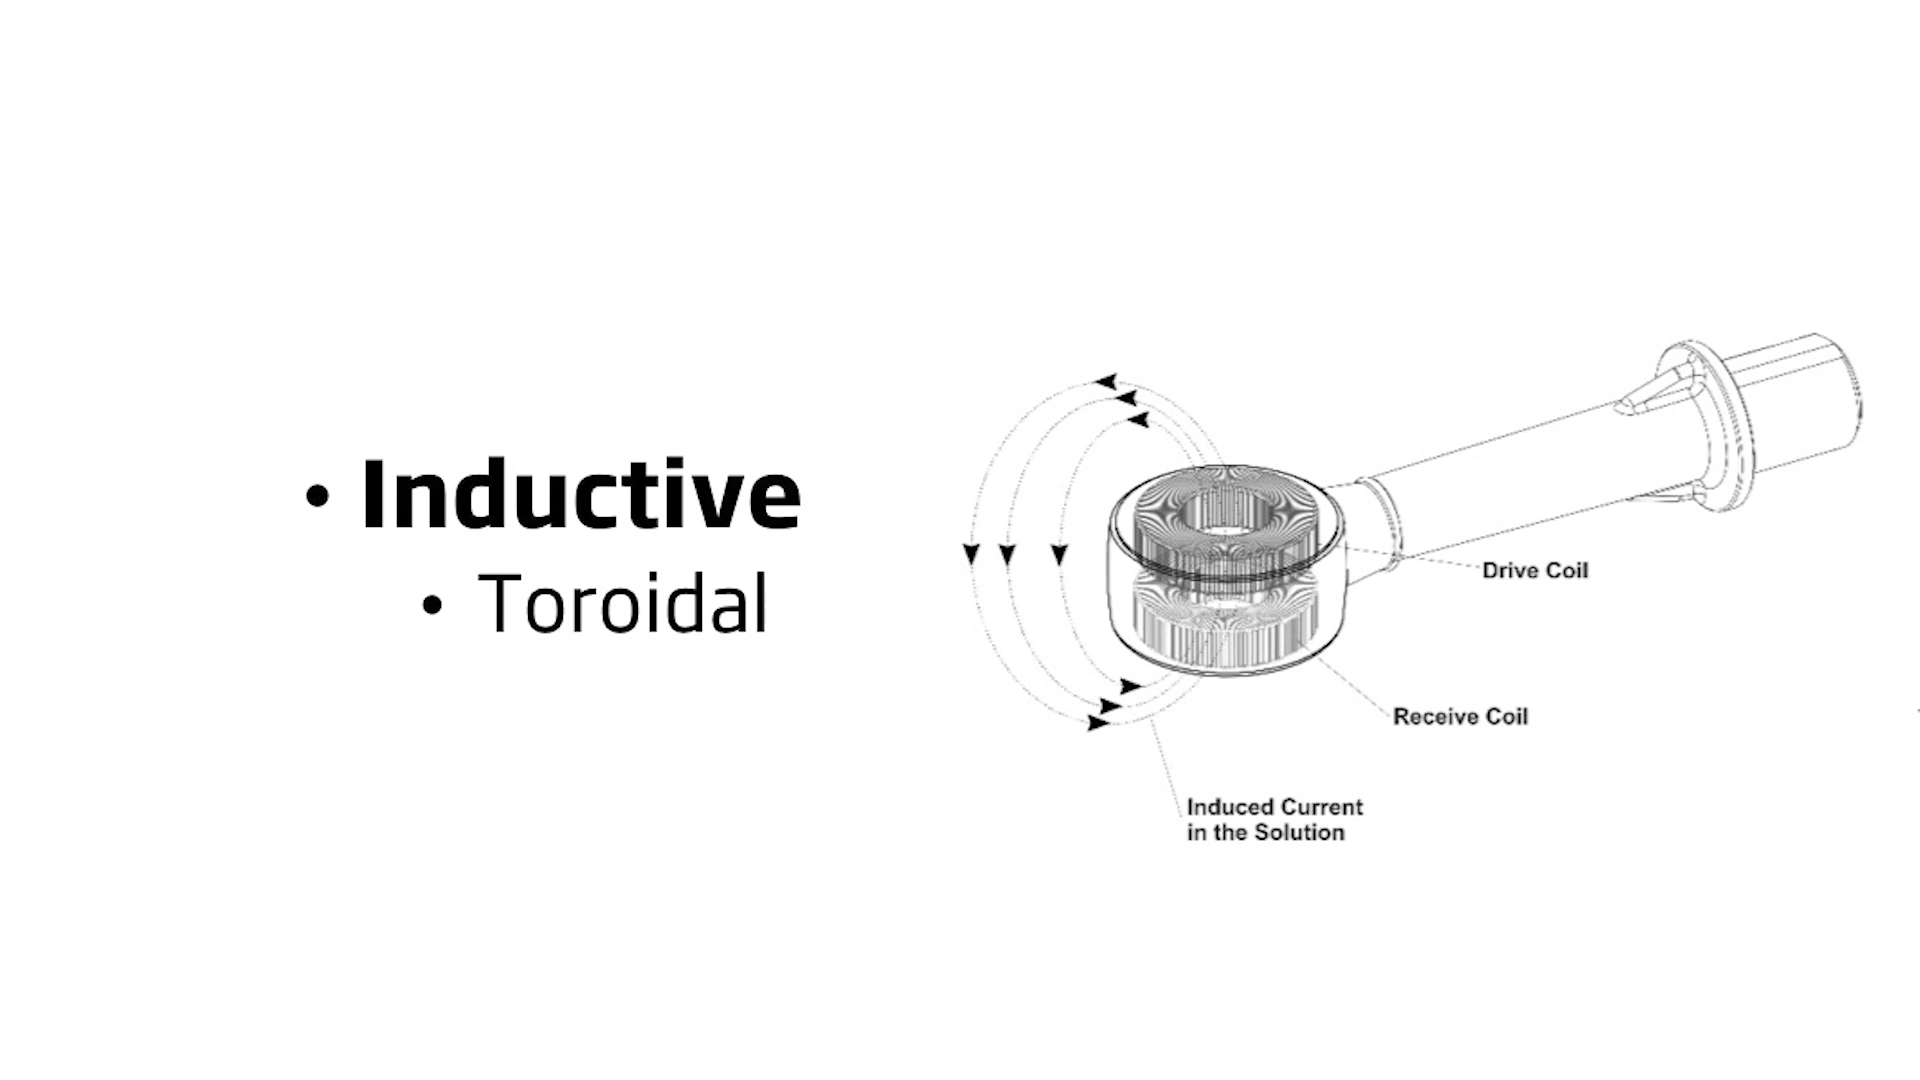 • Inductive
• Toroidal
Drive Coil
Receive Coil
Induced Current
in the Solution